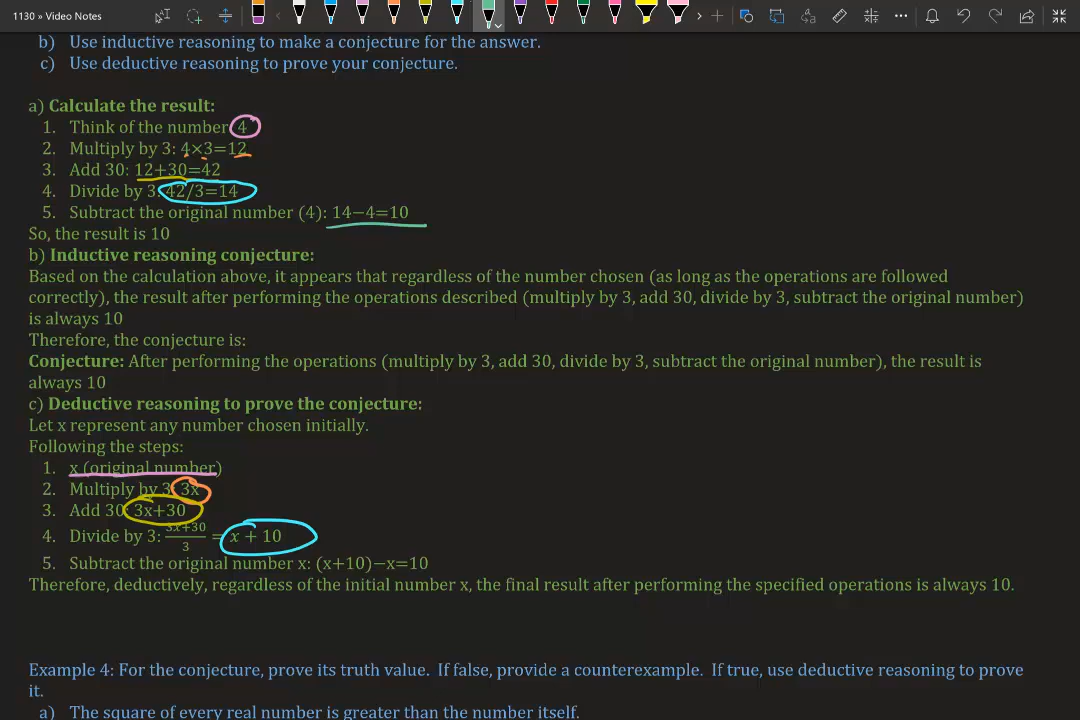 1130 » Video Notes
b) Use inductive reasoning to make a conjecture for the answer.
c) Use deductive reasoning to prove your conjecture.
a) Calculate the result:
1. Think of the number 4
2. Multiply by 3: 4×3=12
3. Add 30: 12+30=42
4. Divide by 3: 42/3=14
5. Subtract the original number (4): 14−4=10
So, the result is 10
b) Inductive reasoning conjecture:
Based on the calculation above, it appears that regardless of the number chosen (as long as the operations are followed
correctly), the result after performing the operations described (multiply by 3, add 30, divide by 3, subtract the original number)
is always 10
Therefore, the conjecture is:
Conjecture: After performing the operations (multiply by 3, add 30, divide by 3, subtract the original number), the result is
always 10
c) Deductive reasoning to prove the conjecture:
Let x represent any number chosen initially.
Following the steps:
1. x (original number)
2. Multiply by 3: 3x
3. Add 30: 3x+30
4. Divide by 3: 3x+30/3 = x + 10
5. Subtract the original number x: (x+10)−x=10
Therefore, deductively, regardless of the initial number x, the final result after performing the specified operations is always 10.
Example 4: For the conjecture, prove its truth value. If false, provide a counterexample. If true, use deductive reasoning to prove
it.
a) The square of every real number is greater than the number itself.